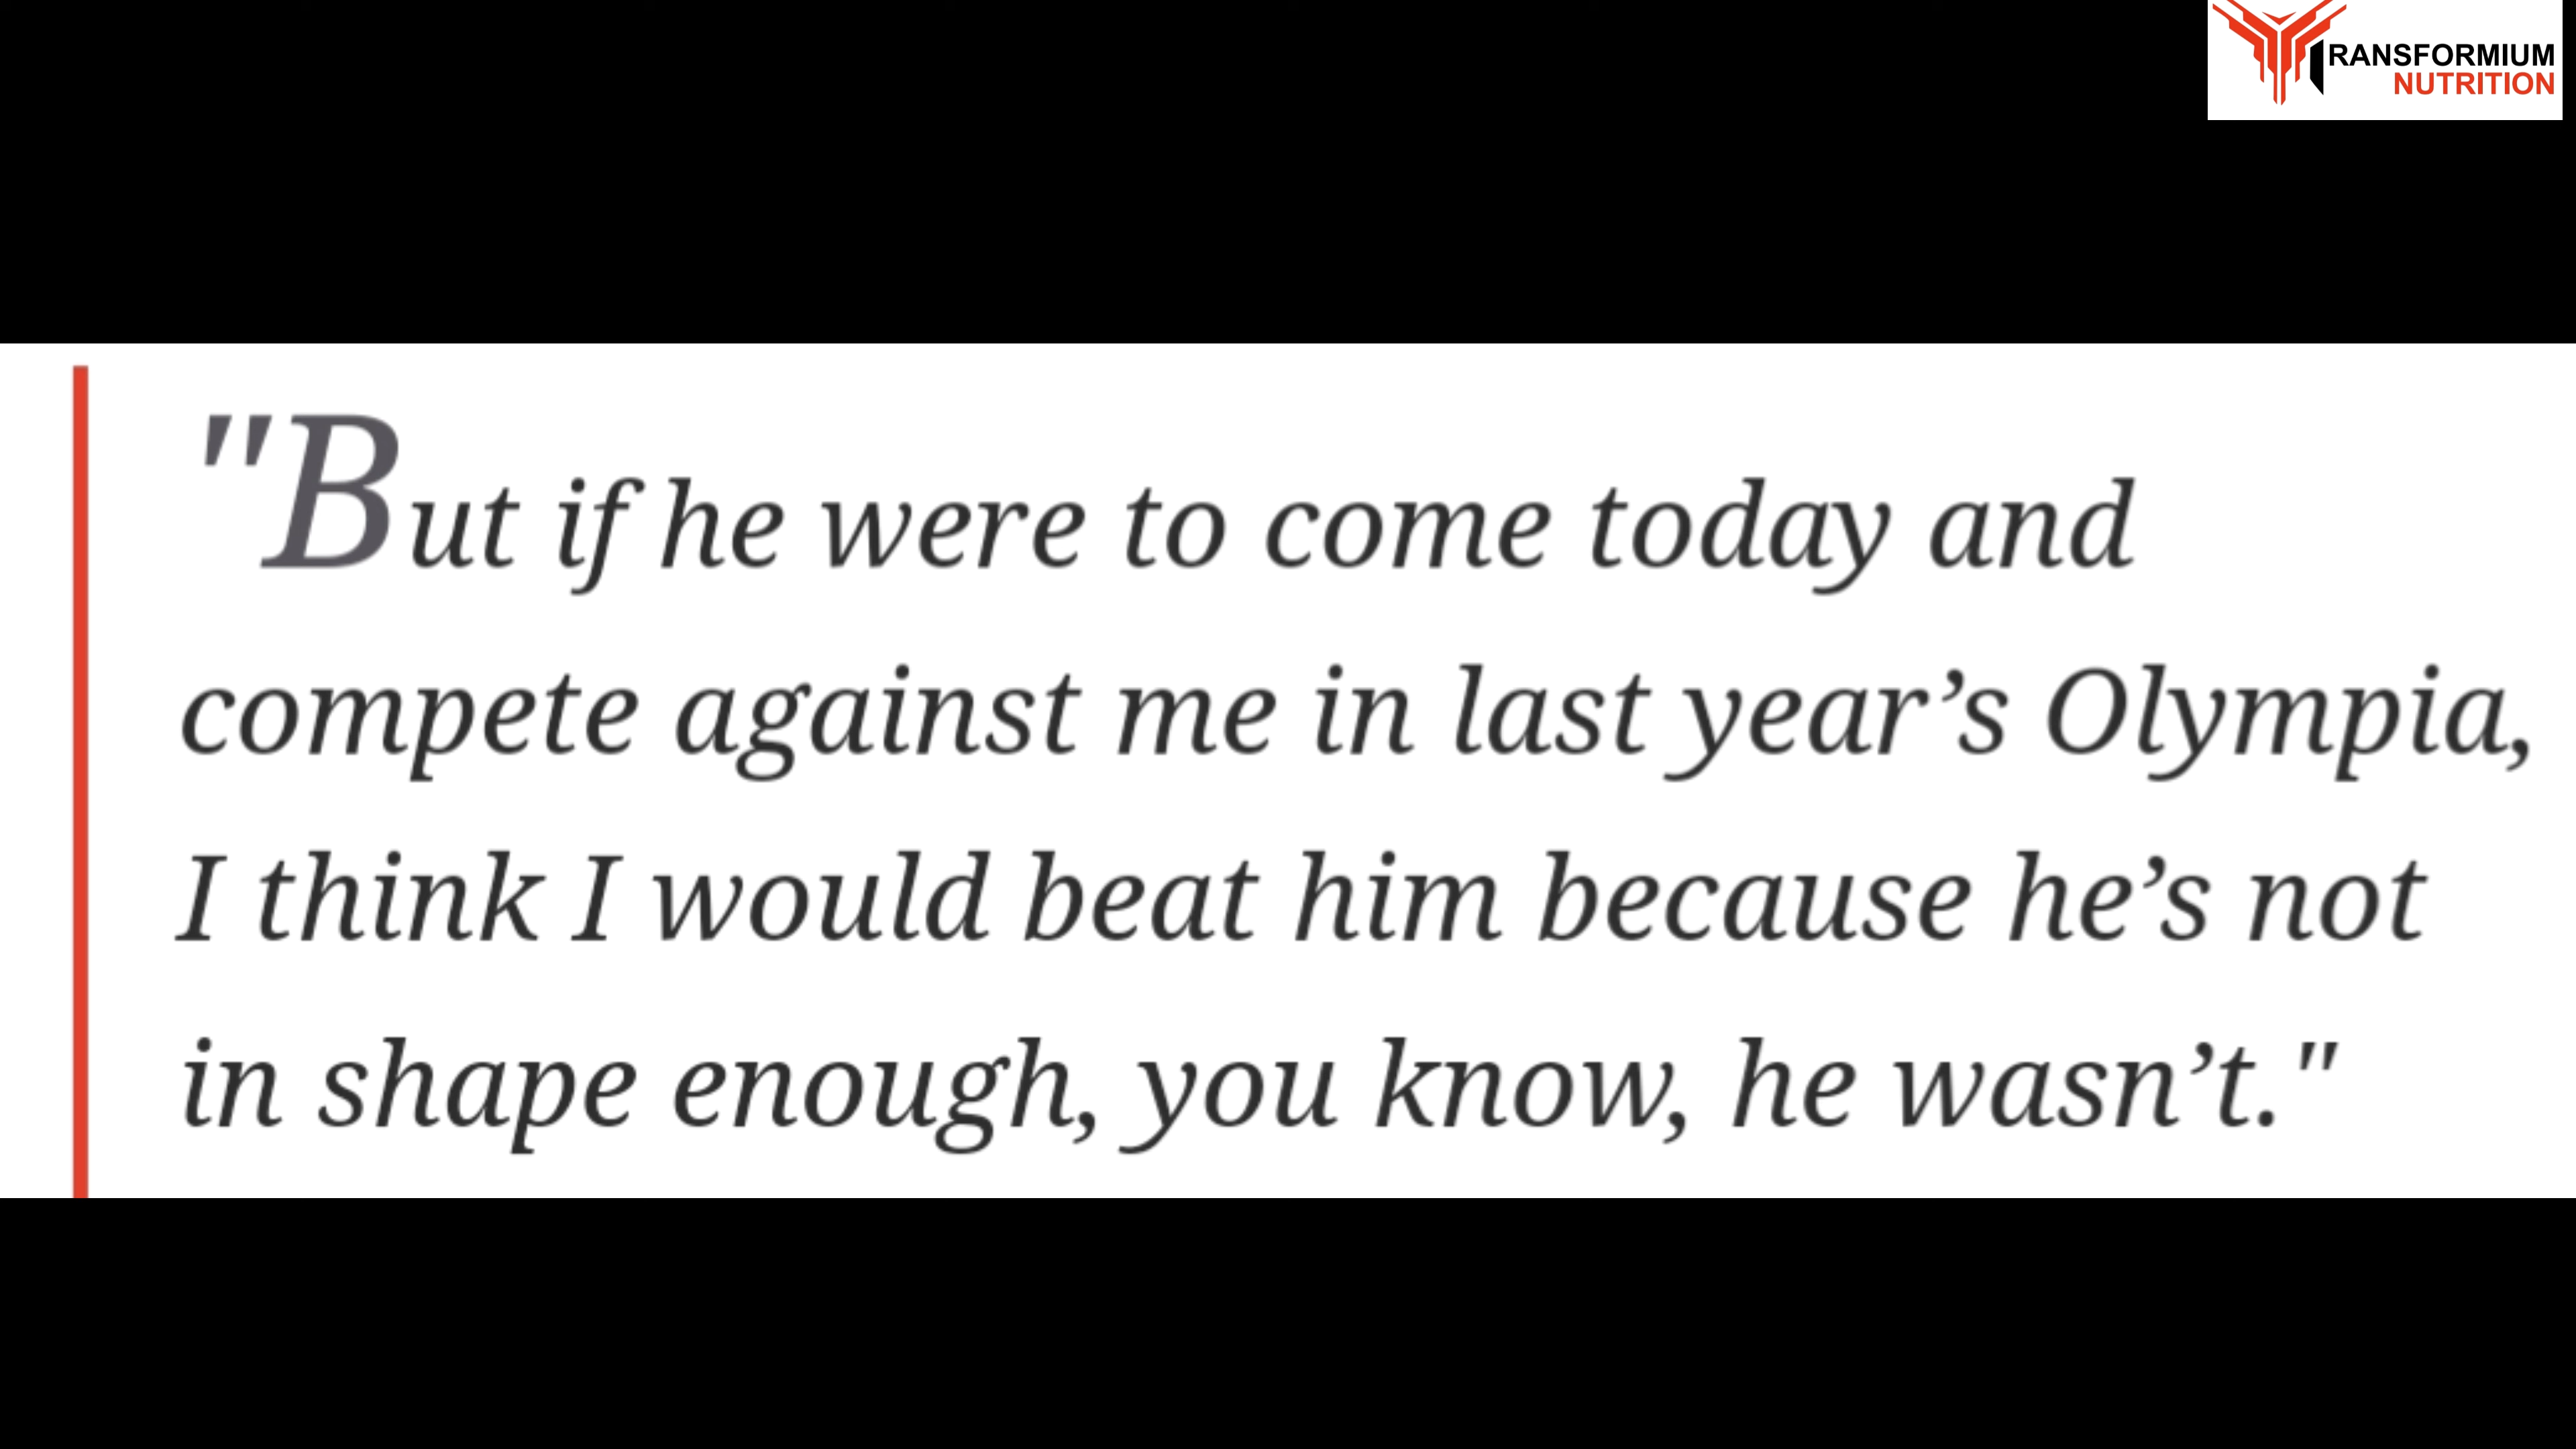 RANSFORMIUM
NUTRITION
"But if he were to come today and
compete against me in last year’s Olympia,
I think I would beat him because he’s not
in shape enough, you know, he wasn’t."